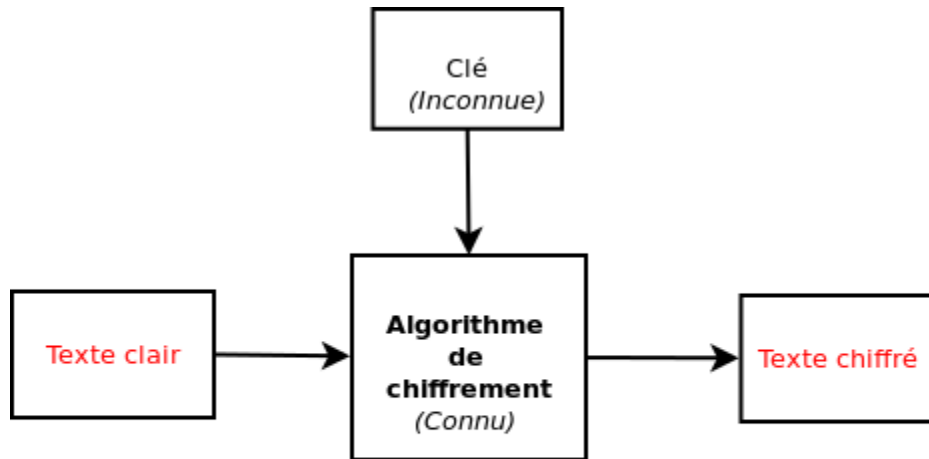 Clé
(Inconnue)
Texte clair
Algorithme
de
chiffrement
(Connu)
Texte chiffré